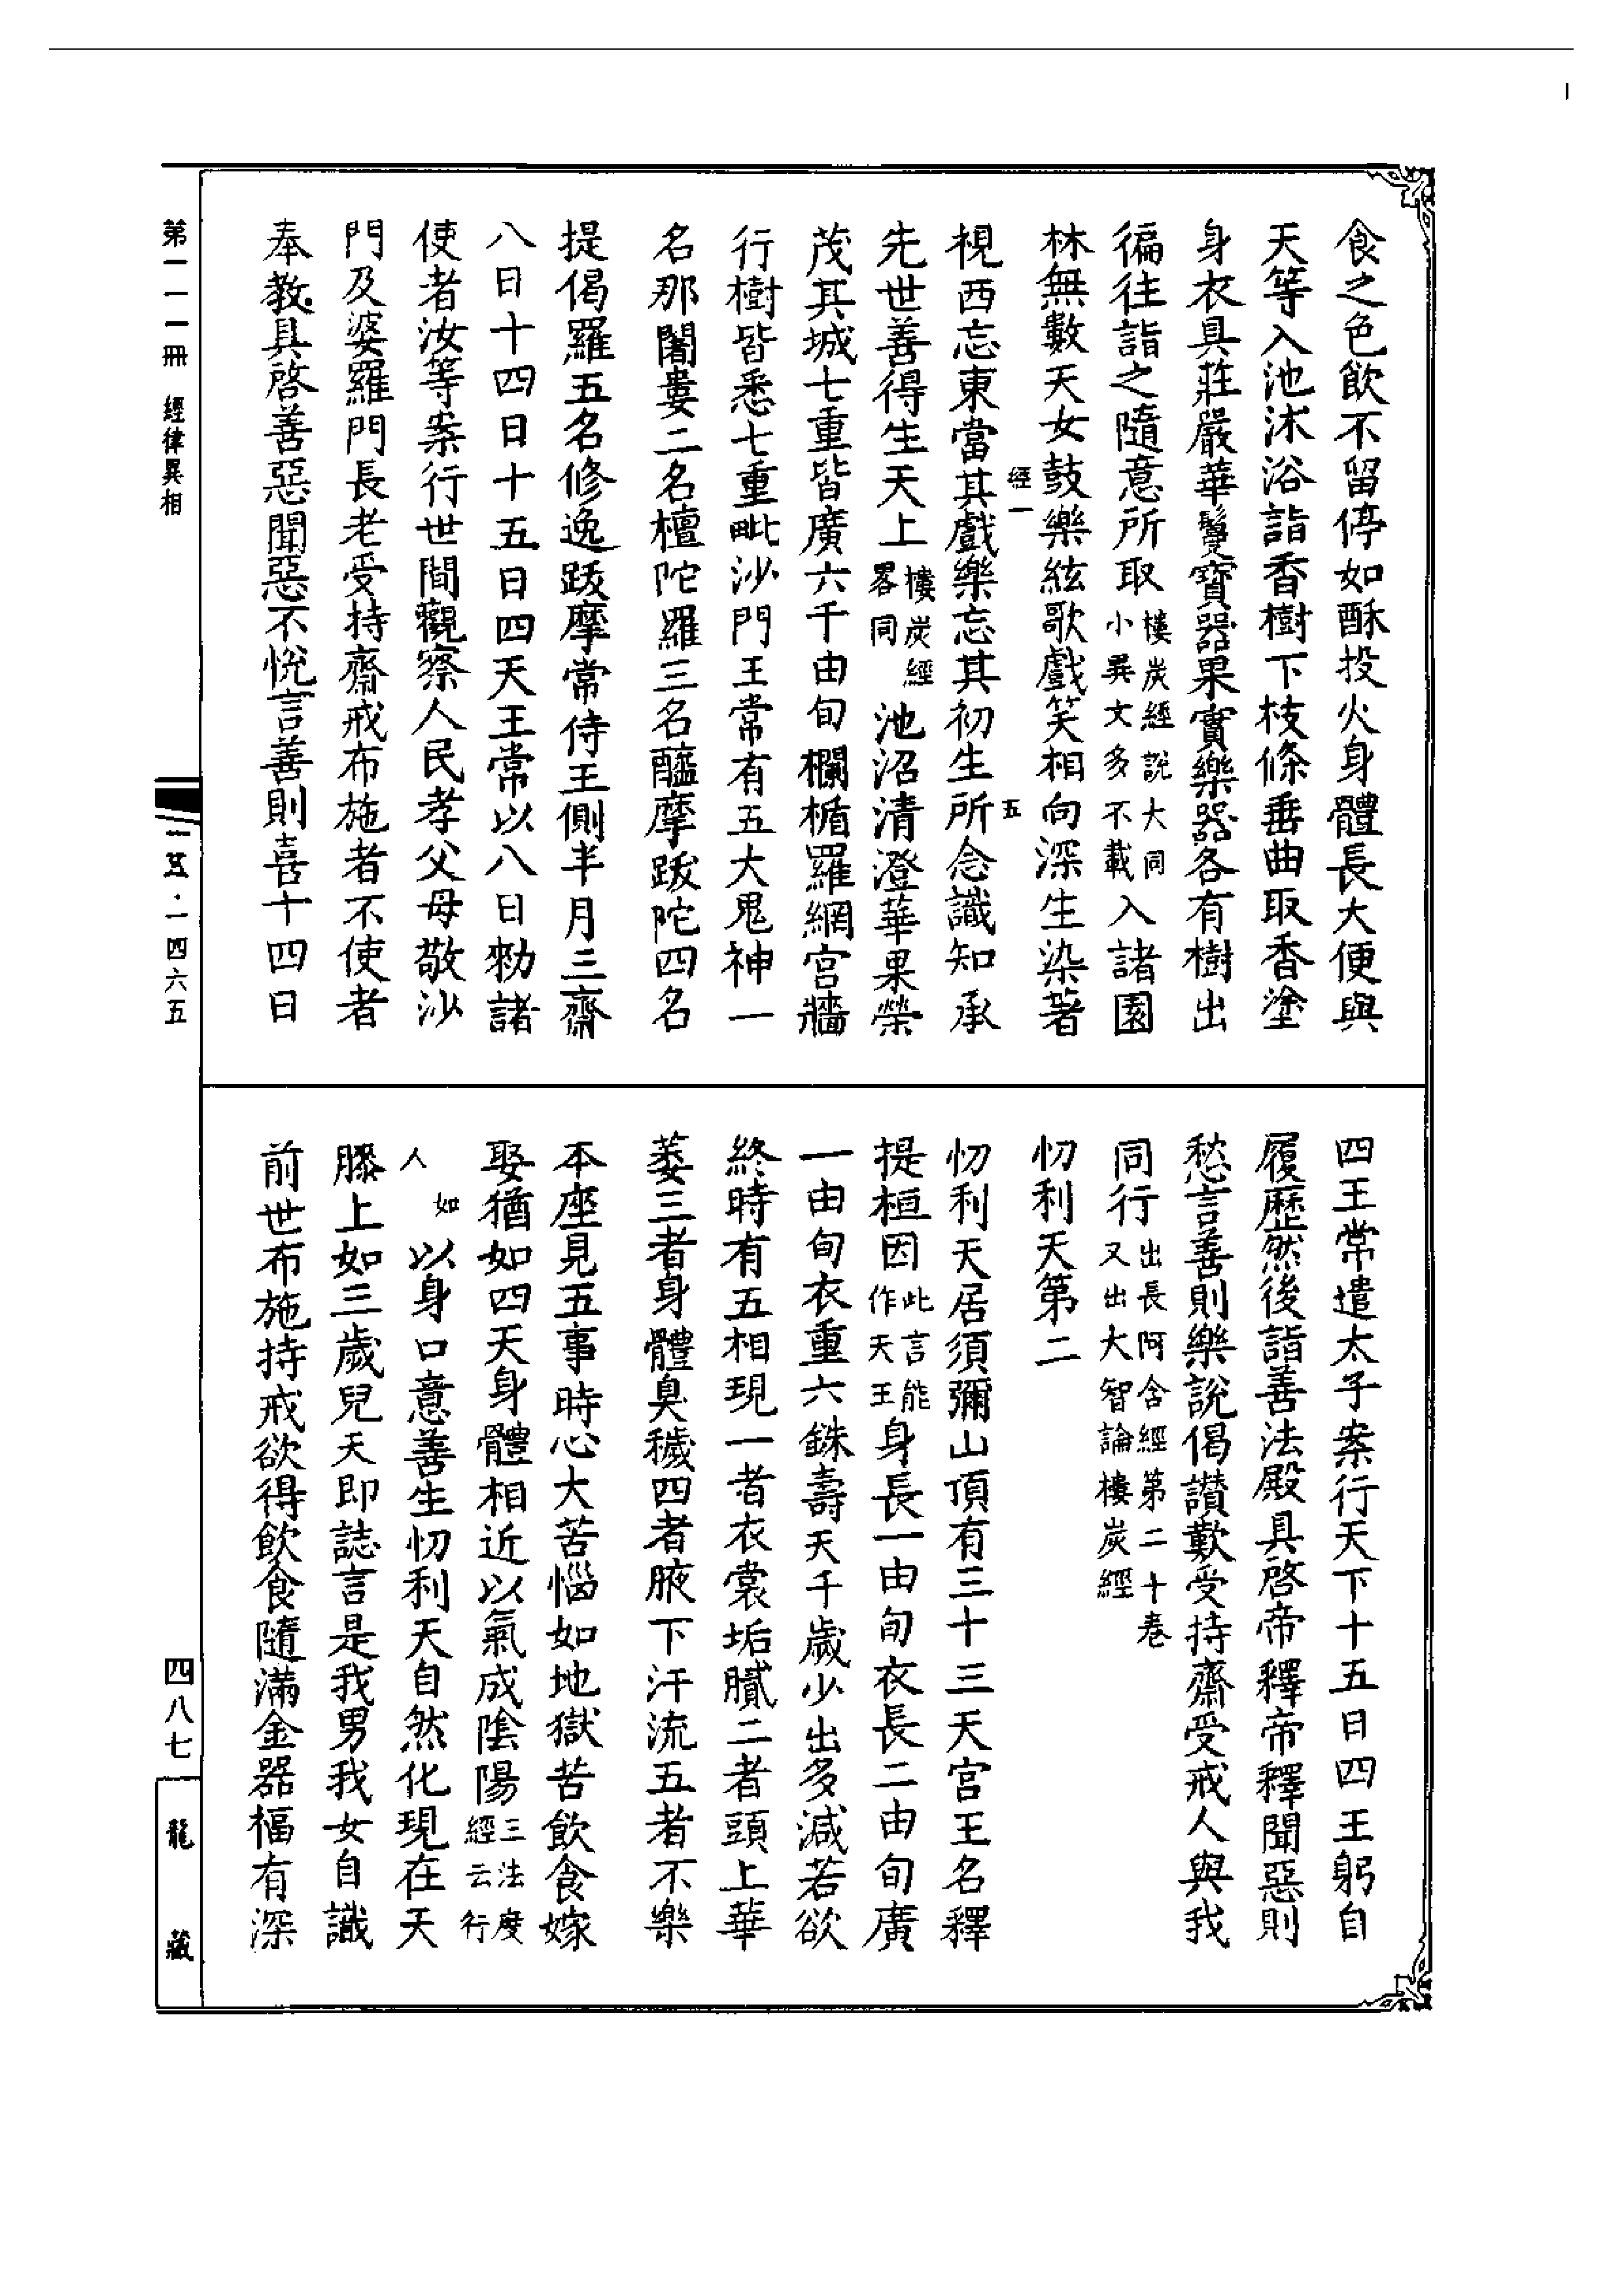 食之色飲不留停如酥投火身體長大便與
天等入池沐浴詣香樹下枝條垂曲取香塗
身衣具莊嚴華鬘寶器果實樂器各有樹出
徧往詣之隨意所取樓炭經說大同小異文多不載入諸園
林無數天女鼓樂絃歌戲笑相向深生染著
經一 五
視西忘東當其戲樂忘其初生所念識知承
先世善得生天上樓炭經畧同池沼清澄華果榮
茂其城七重皆廣六千由旬欄楯羅網宮牆
行樹皆悉七重毗沙門王常有五大鬼神一
名那闍婁二名檀陀羅三名醯摩跋陀四名
提偈羅五名修逸跋摩常侍王側半月三齋
八日十四日十五日四天王常以八日勑諸
使者汝等案行世間觀察人民孝父母敬沙
門及婆羅門長老受持齋戒布施者不使者
奉教具啓善惡聞惡不悅言善則喜十四日
四王常遣太子案行天下十五日四王躬自
履歷然後詣善法殿具啓帝釋帝釋聞惡則
愁言善則樂說偈讃歎受持齋受戒人與我
同行出長阿含經第二十卷又出大智論樓炭經
忉利天第二
忉利天居須彌山頂有三十三天宮王名釋
提桓因此言能作天王身長一由旬衣長二由旬廣
一由旬衣重六銖壽天千歲少出多減若欲
終時有五相現一者衣裳垢膩二者頭上華
萎三者身體臭穢四者腋下汗流五者不樂
本座見五事時心大苦惱如地獄苦飲食嫁
娶猶如四天身體相近以氣成陰陽三法度經云行
人如以身口意善生忉利天自然化現在天
膝上如三歲兒天即誌言是我男我女自識
前世布施持戒欲得飲食隨滿金器福有深
第一一一冊 經律異相
一五·一四六五
四八七
龍藏